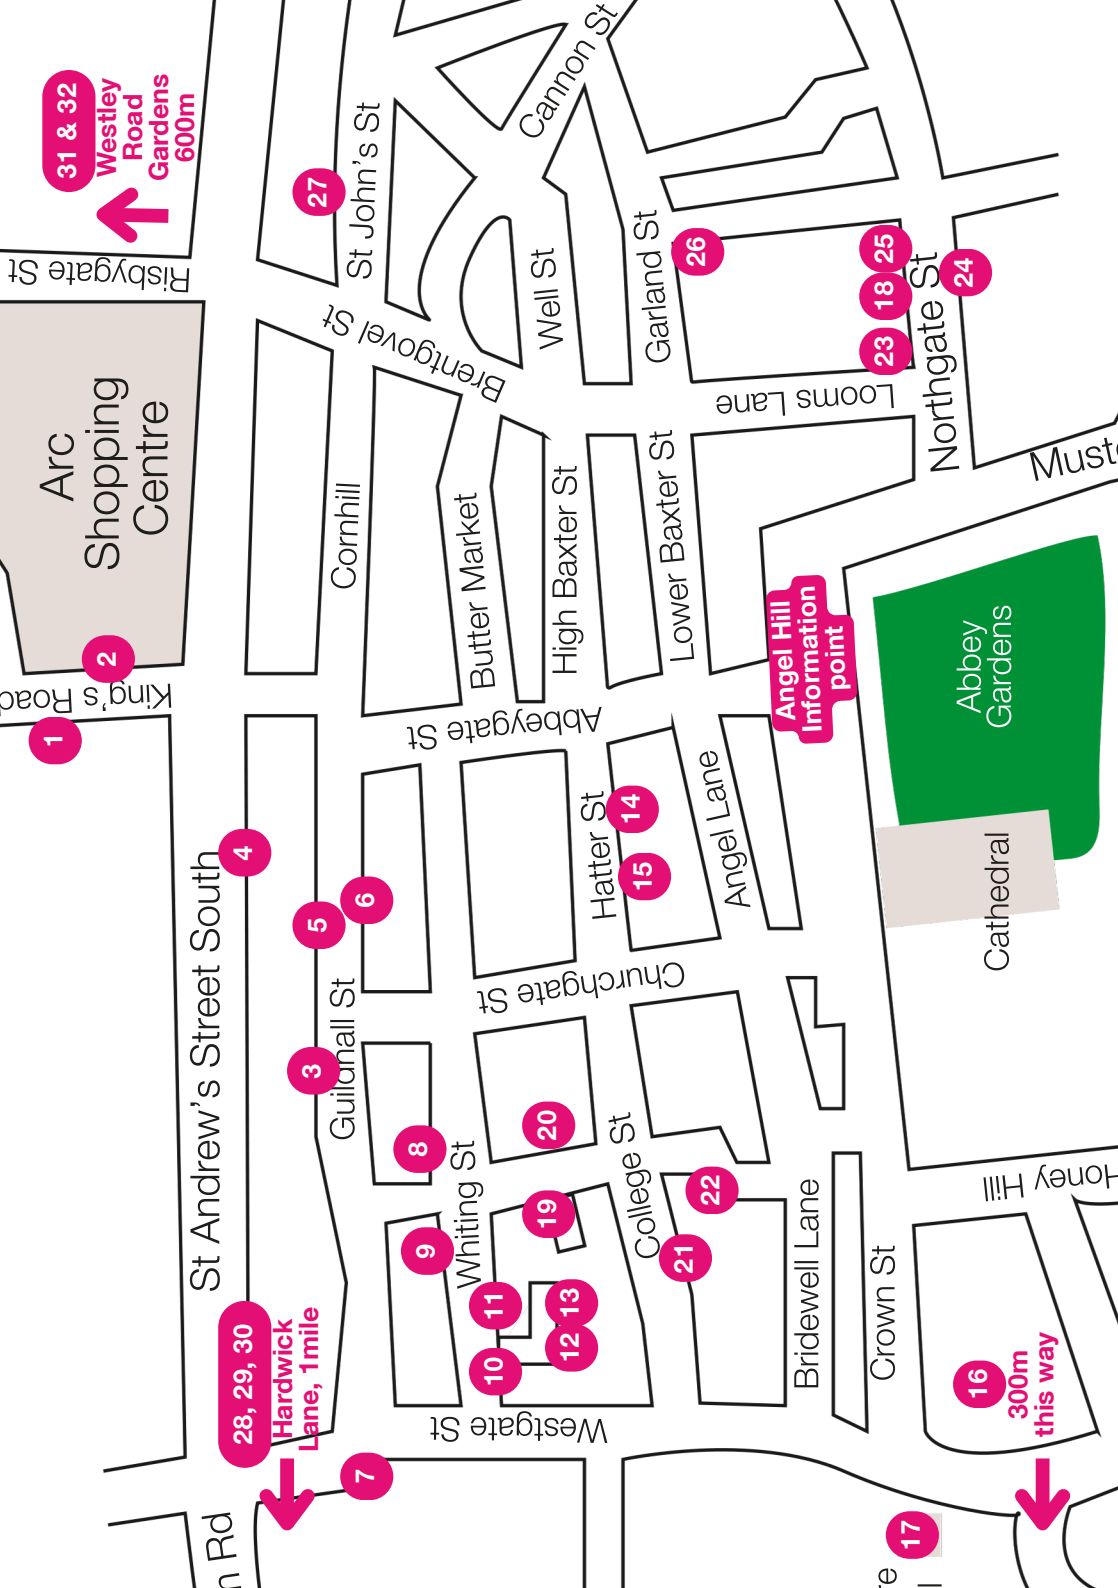 31 & 32
Westley
Road
Gardens
600m
27
St John's St
Cannon St
Risbygate St
Brentgovel St
Well St
Garland St
26
25
18
23
24
Northgate St
Looms Lane
Arc
Shopping
Centre
2
King's Road
1
Cornhill
Butter Market
High Baxter St
Lower Baxter St
Abbeygate St
Angel Hill
Information
point
Abbey
Gardens
Cathedral
4
St Andrew's Street South
5
6
3
Guildhall St
Hatter St
14
15
Angel Lane
Churchgate St
8
9
Whiting St
20
19
11
13
12
10
College St
22
21
Bridewell Lane
Crown St
Honey Hill
28, 29, 30
Hardwick
Lane, 1mile
Westgate St
7
16
300m
this way
17